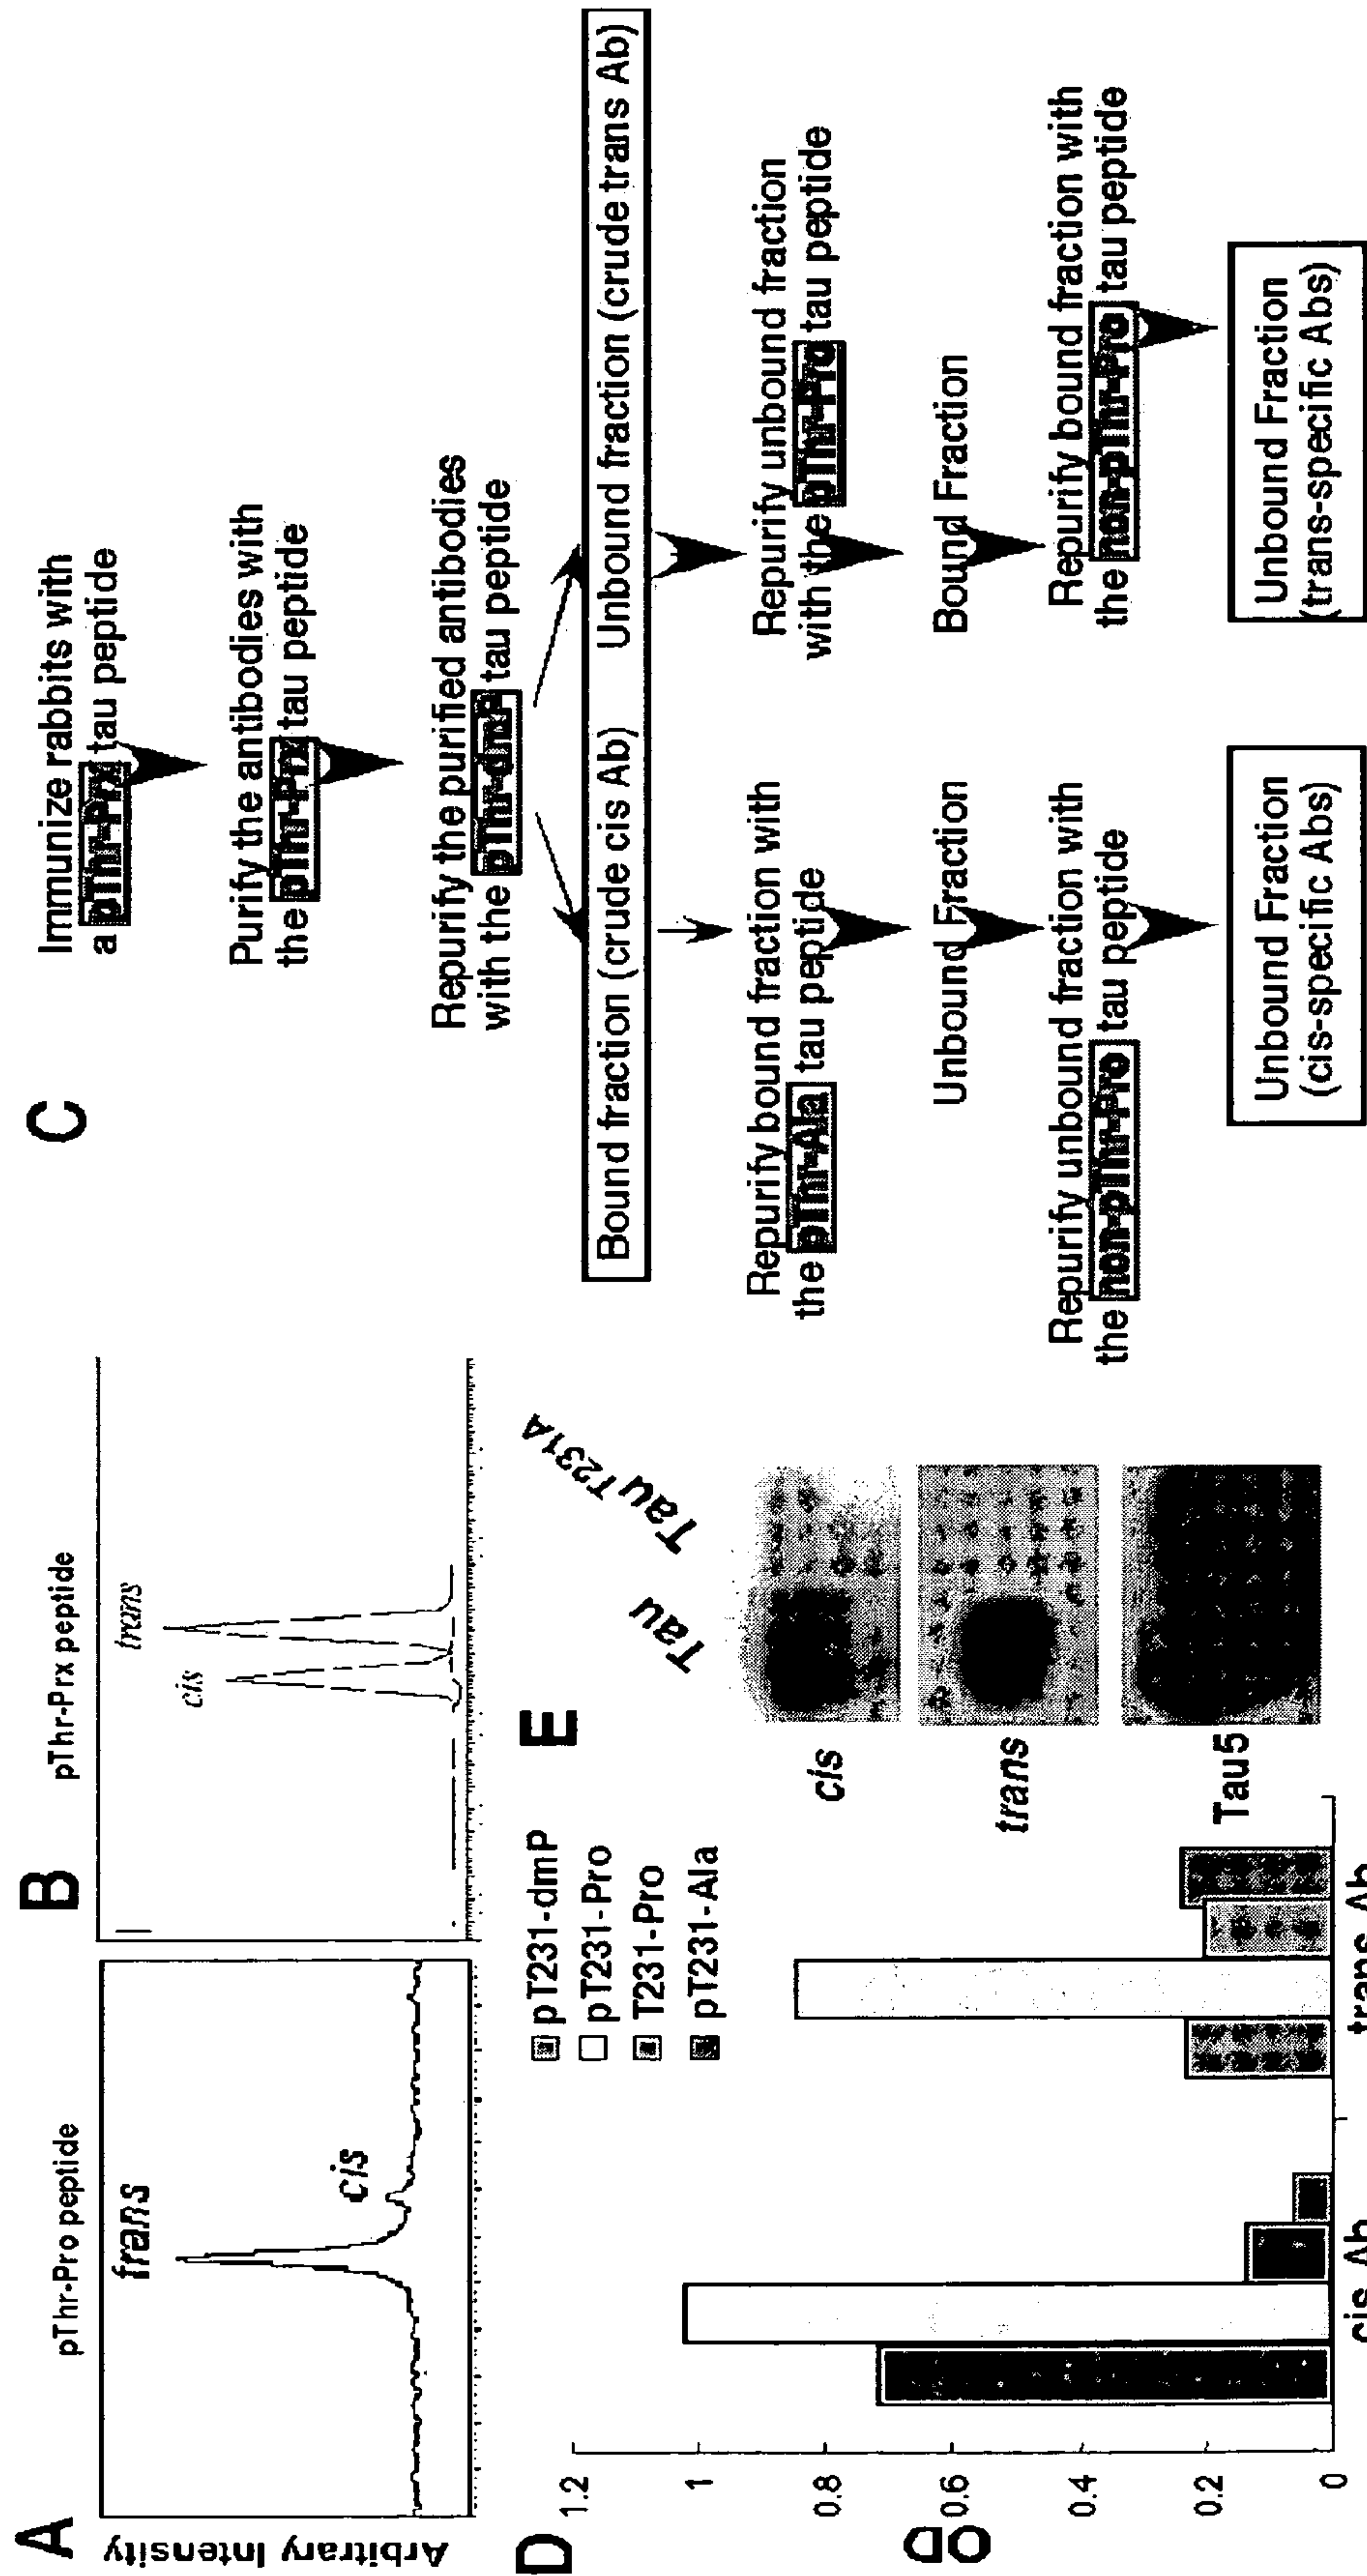 A
pThr-Pro peptide
Arbitrary Intensity
trans
cis
B
pThr-Prx peptide
cis
trans
C
Immunize rabbits with
a pThr-Prx tau peptide
Purify the antibodies with
the pThr-Prx tau peptide
Repurify the purified antibodies
with the pThr-dmP tau peptide
Bound fraction (crude cis Ab)
Unbound fraction (crude trans Ab)
Repurify bound fraction with
the pThr-Ala tau peptide
Unbound Fraction
Repurify unbound fraction with
the non-pThr-Pro tau peptide
Unbound Fraction
(cis-specific Abs)
Repurify unbound fraction
with the pThr-Pro tau peptide
Bound Fraction
Repurify bound fraction with
the non-pThr-Pro tau peptide
Unbound Fraction
(trans-specific Abs)
D
OD
1.2
1
0.8
0.6
0.4
0.2
0
pT231-dmP
pT231-Pro
T231-Pro
pT231-Ala
cis Ab
trans Ab
E
Tau
Tau T231A
cis
trans
Tau5